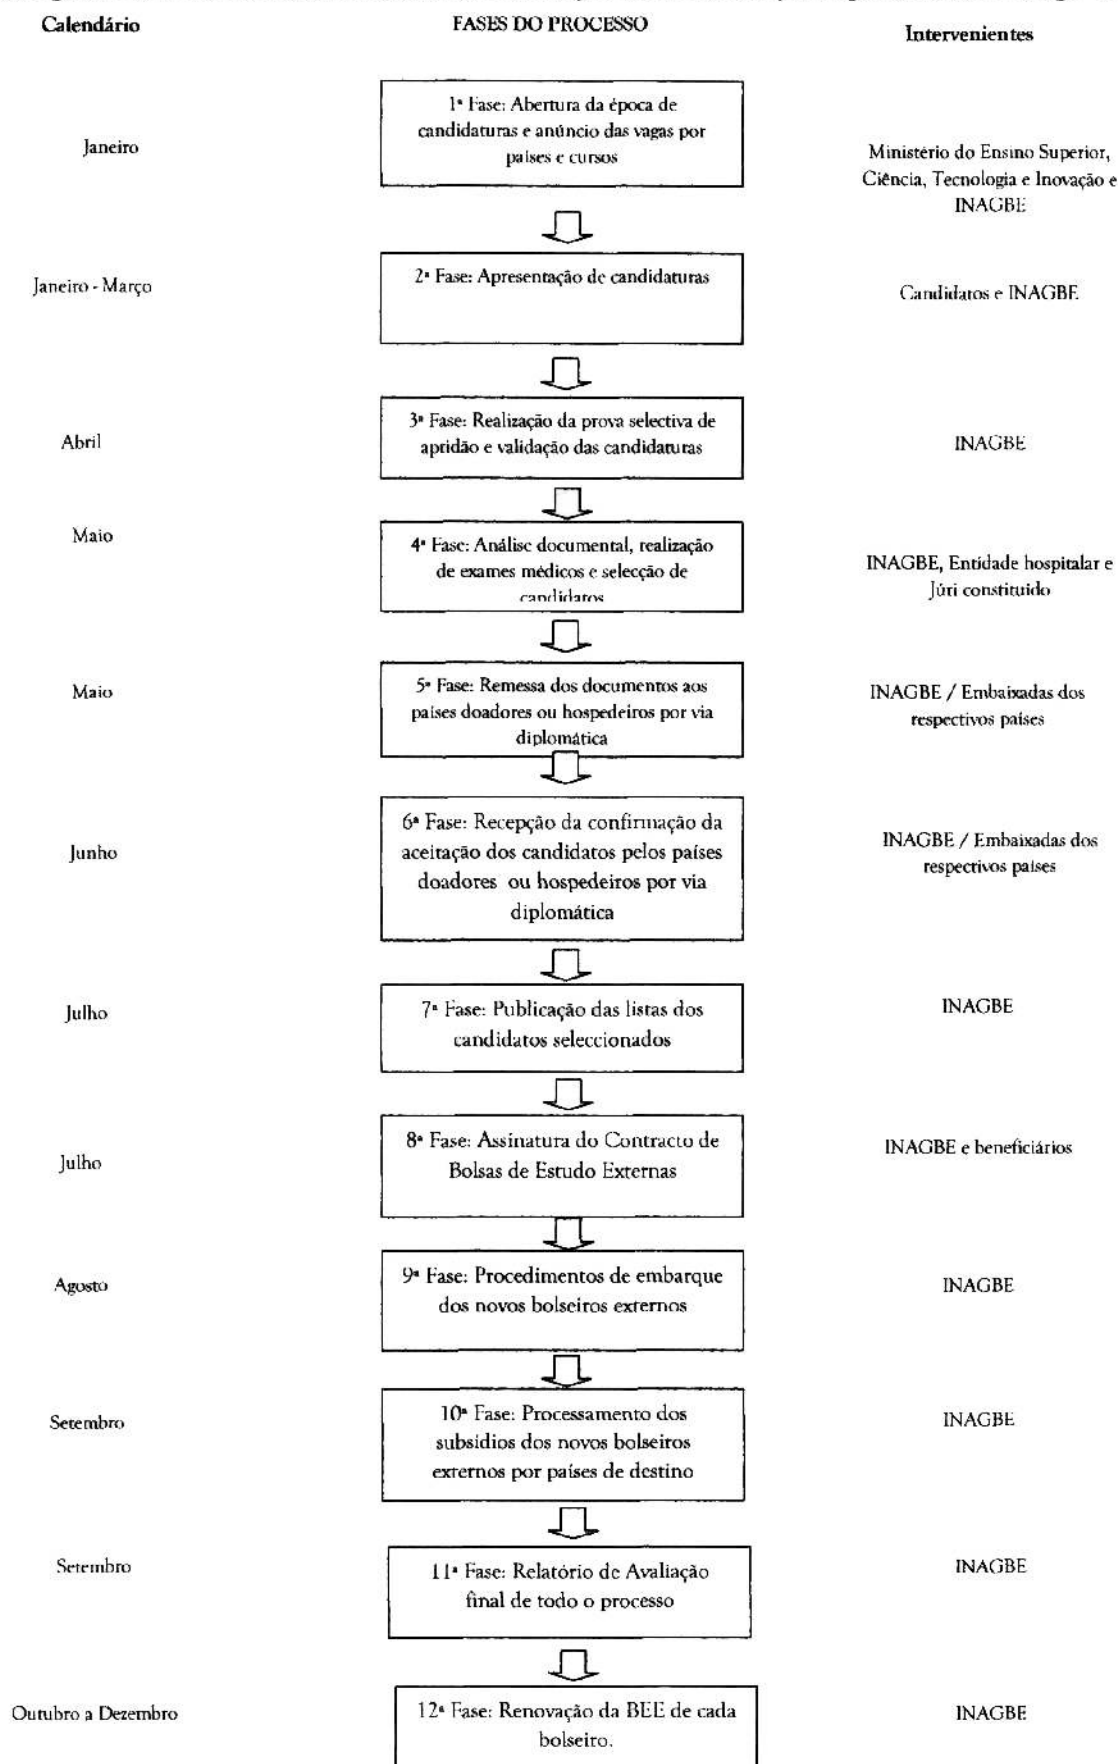 Calendário
FASES DO PROCESSO
Intervenientes
Janeiro
1ª Fase: Abertura da época de
candidaturas e anúncio das vagas por
países e cursos
Ministério do Ensino Superior,
Ciência, Tecnologia e Inovação e
INAGBE
Janeiro - Março
2ª Fase: Apresentação de candidaturas
Candidatos e INAGBE
Abril
3ª Fase: Realização da prova selectiva de
aptidão e validação das candidaturas
INAGBE
Maio
4ª Fase: Análise documental, realização
de exames médicos e selecção de
candidatos
INAGBE, Entidade hospitalar e
Júri constituido
Maio
5ª Fase: Remessa dos documentos aos
países doadores ou hospedeiros por via
diplomática
INAGBE / Embaixadas dos
respectivos países
Junho
6ª Fase: Recepção da confirmação da
aceitação dos candidatos pelos países
doadores ou hospedeiros por via
diplomática
INAGBE / Embaixadas dos
respectivos países
Julho
7ª Fase: Publicação das listas dos
candidatos seleccionados
INAGBE
Julho
8ª Fase: Assinatura do Contracto de
Bolsas de Estudo Externas
INAGBE e beneficiários
Agosto
9ª Fase: Procedimentos de embarque
dos novos bolseiros externos
INAGBE
Setembro
10ª Fase: Processamento dos
subsídios dos novos bolseiros
externos por países de destino
INAGBE
Setembro
11ª Fase: Relatório de Avaliação
final de todo o processo
INAGBE
Outubro a Dezembro
12ª Fase: Renovação da BEE de cada
bolseiro.
INAGBE